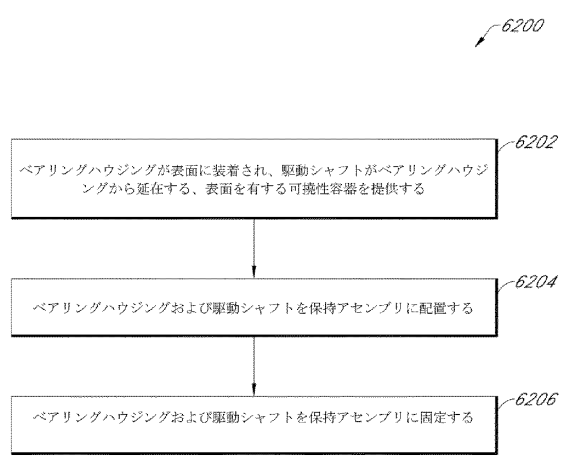 6200
6202
ベアリングハウジングが表面に装着され、駆動シャフトがベアリングハウジ
ングから延在する、表面を有する可撓性容器を提供する
6204
ベアリングハウジングおよび駆動シャフトを保持アセンブリに配置する
6206
ベアリングハウジングおよび駆動シャフトを保持アセンブリに固定する